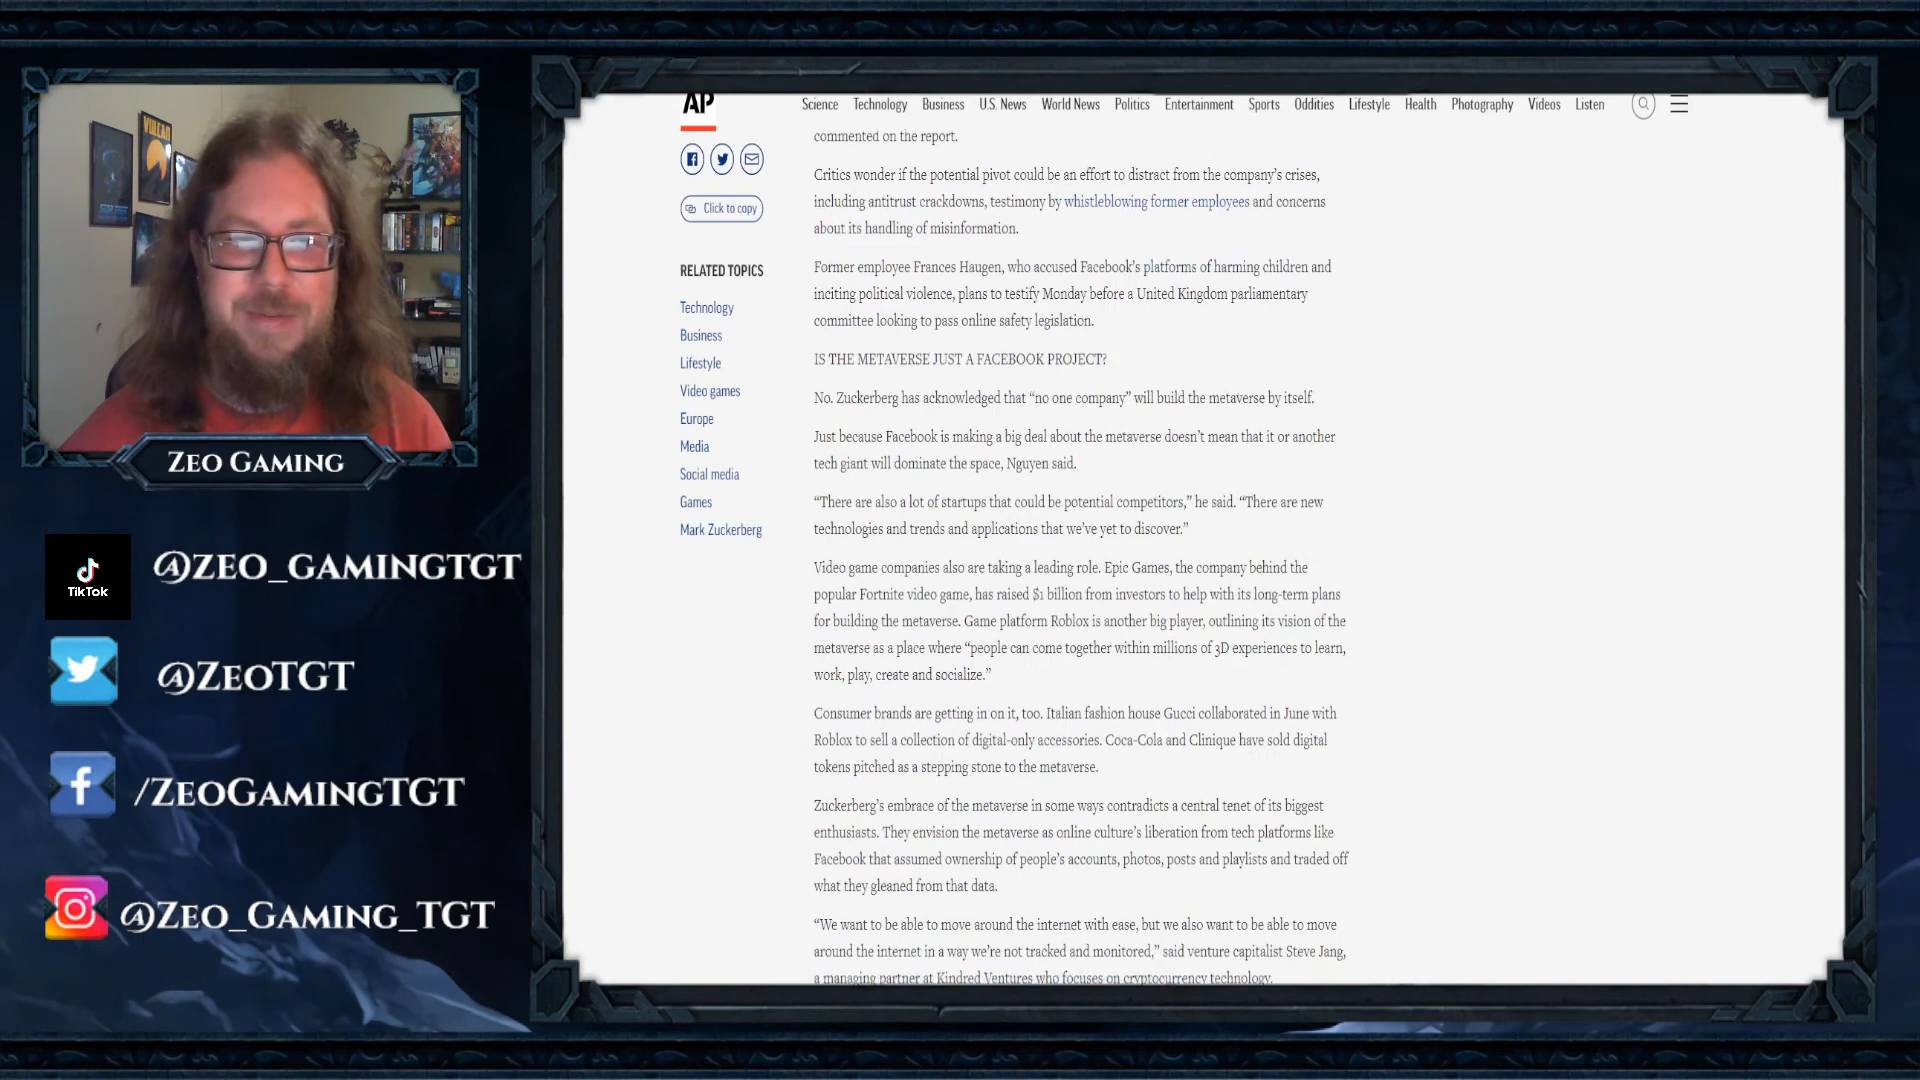 VULCAN
ZEO GAMING
TikTok
@ZEO_GAMINGTGT
@ZEOTGT
/ZEOGAMINGTGT
@ZEO_GAMING_TGT
AP
Science Technology Business U.S. News World News Politics Entertainment Sports Oddities Lifestyle Health Photography Videos Listen
Click to copy
RELATED TOPICS
Technology
Business
Lifestyle
Video games
Europe
Media
Social media
Games
Mark Zuckerberg
commented on the report.
Critics wonder if the potential pivot could be an effort to distract from the company’s crises,
including antitrust crackdowns, testimony by whistleblowing former employees and concerns
about its handling of misinformation.
Former employee Frances Haugen, who accused Facebook’s platforms of harming children and
inciting political violence, plans to testify Monday before a United Kingdom parliamentary
committee looking to pass online safety legislation.
IS THE METAVERSE JUST A FACEBOOK PROJECT?
No. Zuckerberg has acknowledged that “no one company” will build the metaverse by itself.
Just because Facebook is making a big deal about the metaverse doesn’t mean that it or another
tech giant will dominate the space, Nguyen said.
“There are also a lot of startups that could be potential competitors,” he said. “There are new
technologies and trends and applications that we’ve yet to discover.”
Video game companies also are taking a leading role. Epic Games, the company behind the
popular Fortnite video game, has raised $1 billion from investors to help with its long-term plans
for building the metaverse. Game platform Roblox is another big player, outlining its vision of the
metaverse as a place where “people can come together within millions of 3D experiences to learn,
work, play, create and socialize.”
Consumer brands are getting in on it, too. Italian fashion house Gucci collaborated in June with
Roblox to sell a collection of digital-only accessories. Coca-Cola and Clinique have sold digital
tokens pitched as a stepping stone to the metaverse.
Zuckerberg’s embrace of the metaverse in some ways contradicts a central tenet of its biggest
enthusiasts. They envision the metaverse as online culture’s liberation from tech platforms like
Facebook that assumed ownership of people’s accounts, photos, posts and playlists and traded off
what they gleaned from that data.
“We want to be able to move around the internet with ease, but we also want to be able to move
around the internet in a way we’re not tracked and monitored,” said venture capitalist Steve Jang,
a managing partner at Kindred Ventures who focuses on cryptocurrency technology.